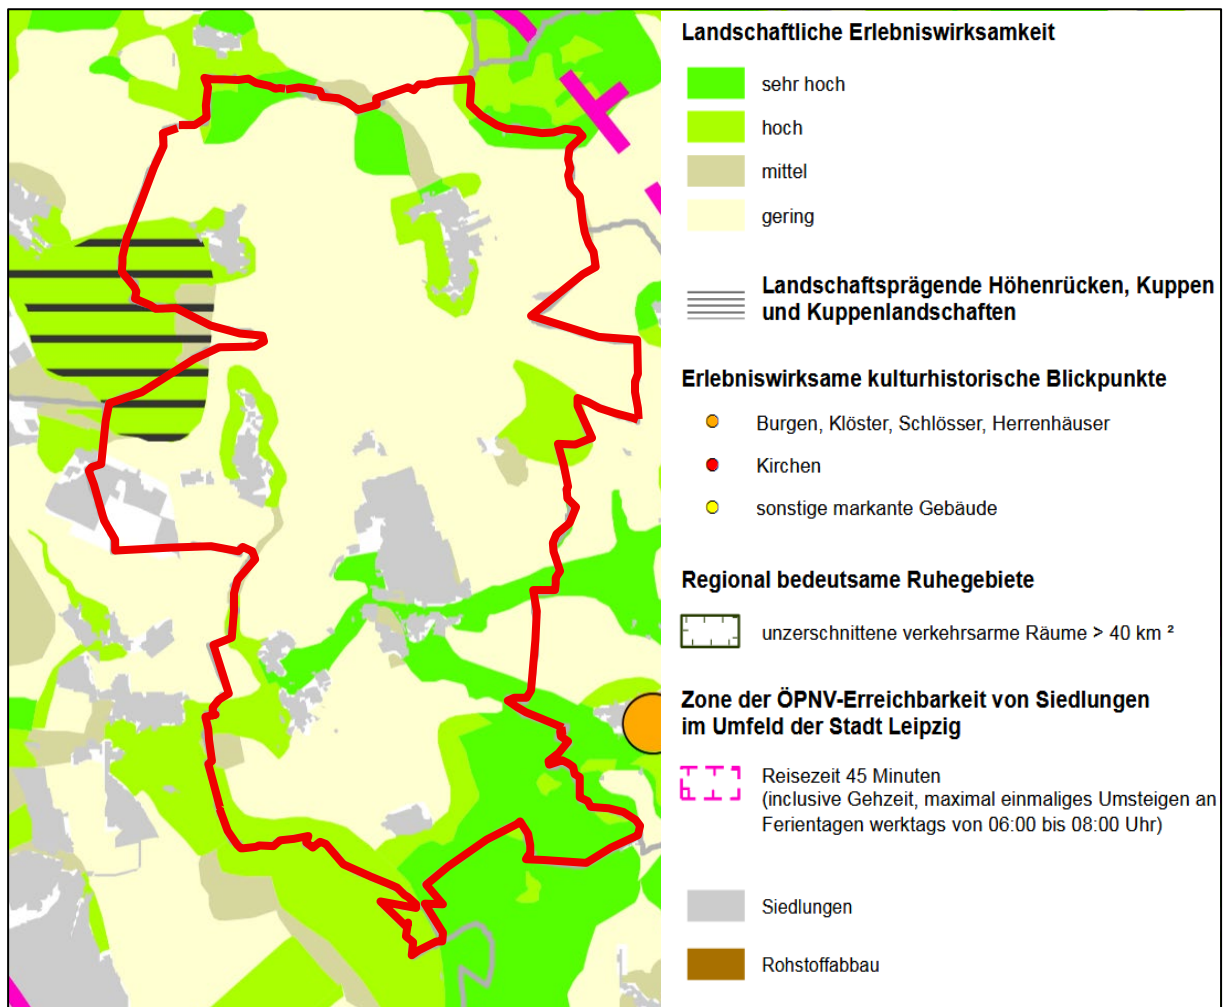 Landschaftliche Erlebniswirksamkeit
sehr hoch
hoch
mittel
gering
Landschaftsprägende Höhenrücken, Kuppen
und Kuppenlandschaften
Erlebniswirksame kulturhistorische Blickpunkte
Burgen, Klöster, Schlösser, Herrenhäuser
Kirchen
sonstige markante Gebäude
Regional bedeutsame Ruhegebiete
unzerschnittene verkehrsarme Räume > 40 km ²
Zone der ÖPNV-Erreichbarkeit von Siedlungen
im Umfeld der Stadt Leipzig
Reisezeit 45 Minuten
(inclusive Gehzeit, maximal einmaliges Umsteigen an
Ferientagen werktags von 06:00 bis 08:00 Uhr)
Siedlungen
Rohstoffabbau